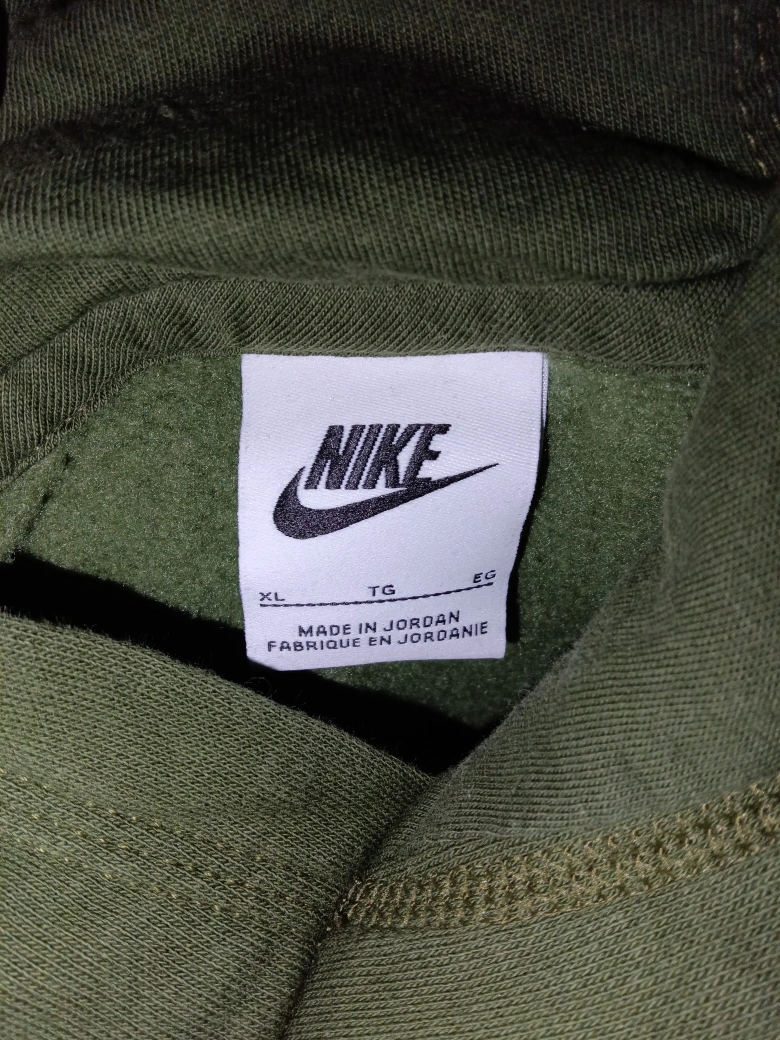 NIKE
XL TG EG
MADE IN JORDAN
FABRIQUE EN JORDANIE